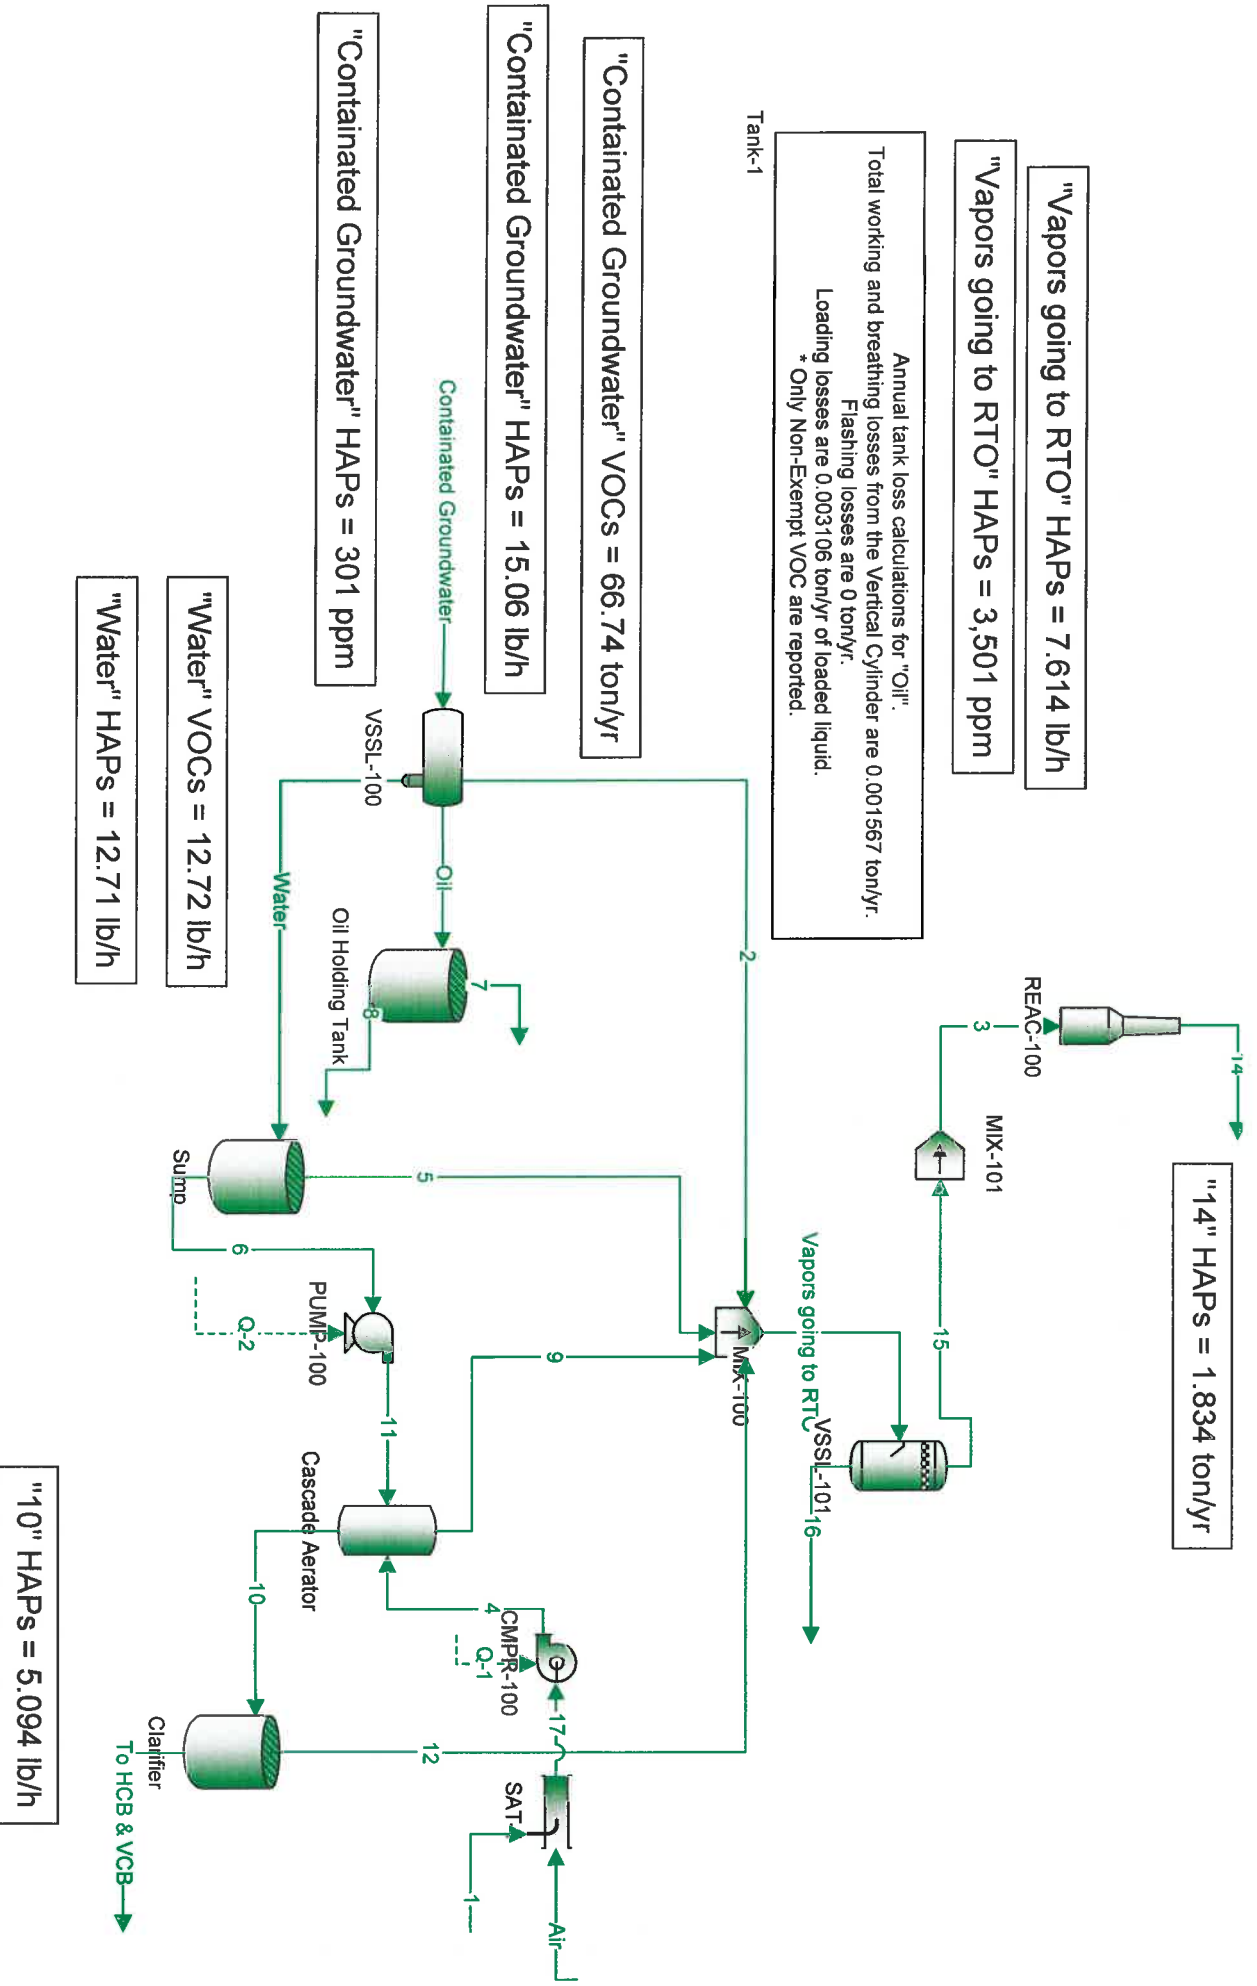 "Vapors going to RTO" HAPs = 7.614 lb/h
"Vapors going to RTO" HAPs = 3,501 ppm
Annual tank loss calculations for "Oil".
Total working and breathing losses from the Vertical Cylinder are 0.001567 ton/yr.
Flashing losses are 0 ton/yr.
Loading losses are 0.003106 ton/yr of loaded liquid.
* Only Non-Exempt VOC are reported.
Tank-1
"Containated Groundwater" VOCs = 66.74 ton/yr
"Containated Groundwater" HAPs = 15.06 lb/h
"Containated Groundwater" HAPs = 301 ppm
"Water" VOCs = 12.72 lb/h
"Water" HAPs = 12.71 lb/h
14
"14" HAPs = 1.834 ton/yr
REAC-100
3
MIX-101
15
Vapors going to RTO
VSSL-101
16
2
MIX-100
Containated Groundwater
VSSL-100
Oil
7
8
Oil Holding Tank
Water
5
Sump
6
Q-2
PUMP-100
9
11
Cascade Aerator
10
4
CMPR-100
Q-1
17
12
SAT
1
Air
Clarifier
To HCB & VCB
"10" HAPs = 5.094 lb/h